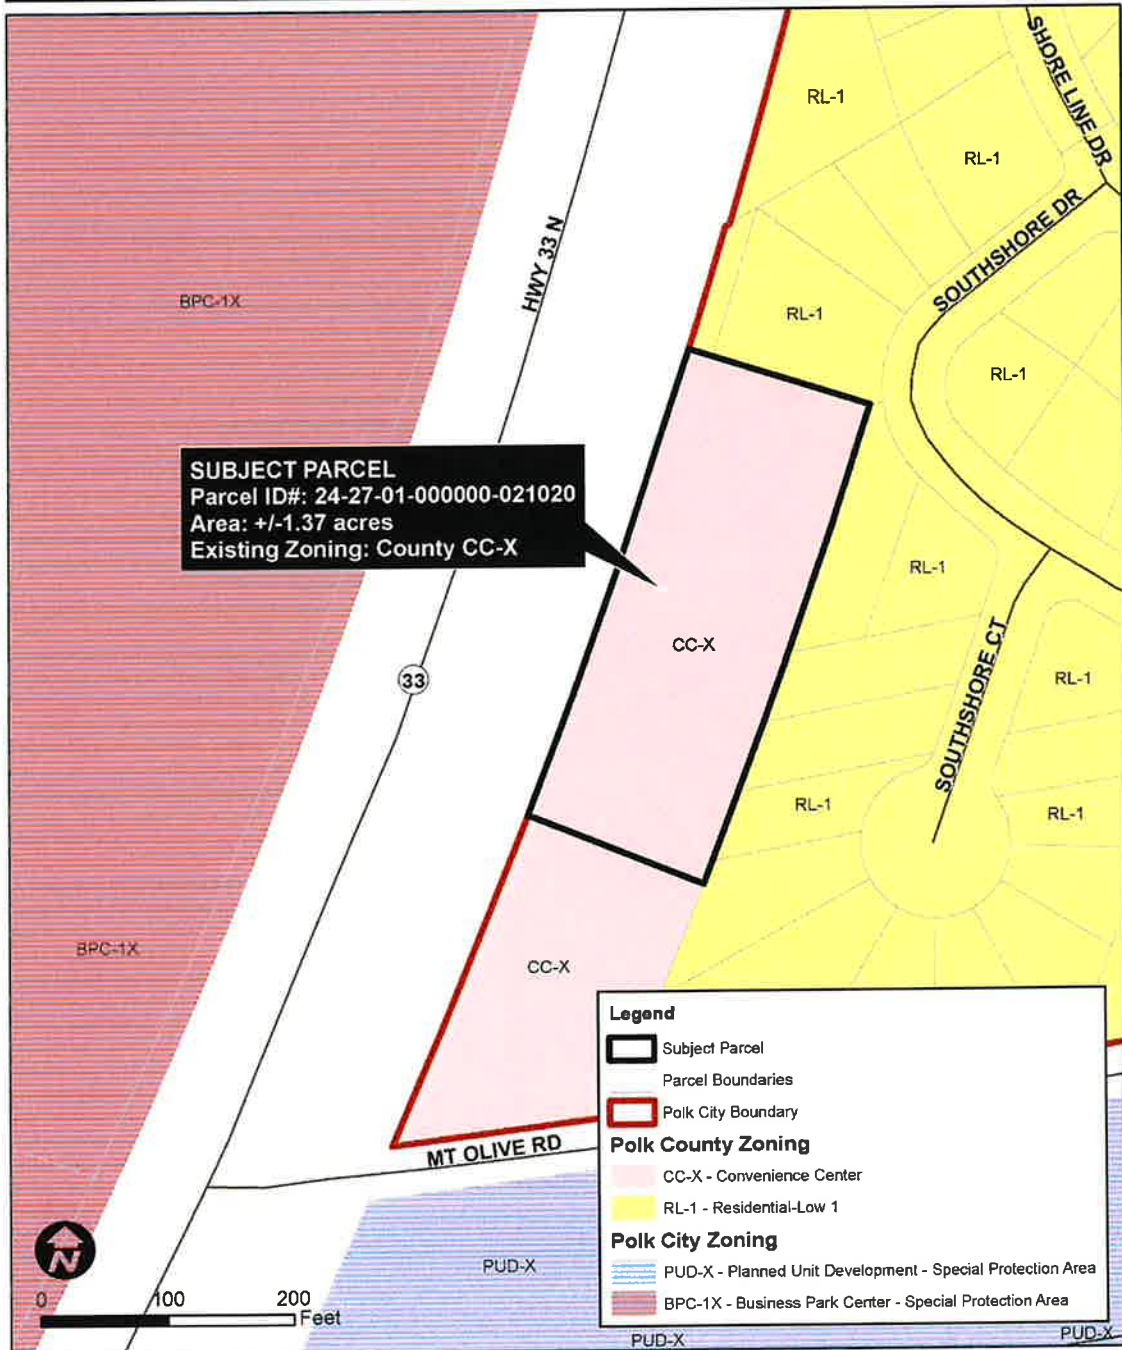 RL-1
SHORE LINE DR
RL-1
SOUTHSHORE DR
HWY 33 N
BPC-1X
RL-1
RL-1
SUBJECT PARCEL
Parcel ID#: 24-27-01-000000-021020
Area: +/-1.37 acres
Existing Zoning: County CC-X
RL-1
CC-X
33
SOUTHSHORE CT
RL-1
RL-1
RL-1
BPC-1X
CC-X
MT OLIVE RD
PUD-X
N
0 100 200
Feet
Legend
Subject Parcel
Parcel Boundaries
Polk City Boundary
Polk County Zoning
CC-X - Convenience Center
RL-1 - Residential-Low 1
Polk City Zoning
PUD-X - Planned Unit Development - Special Protection Area
BPC-1X - Business Park Center - Special Protection Area
PUD-X
PUD-X